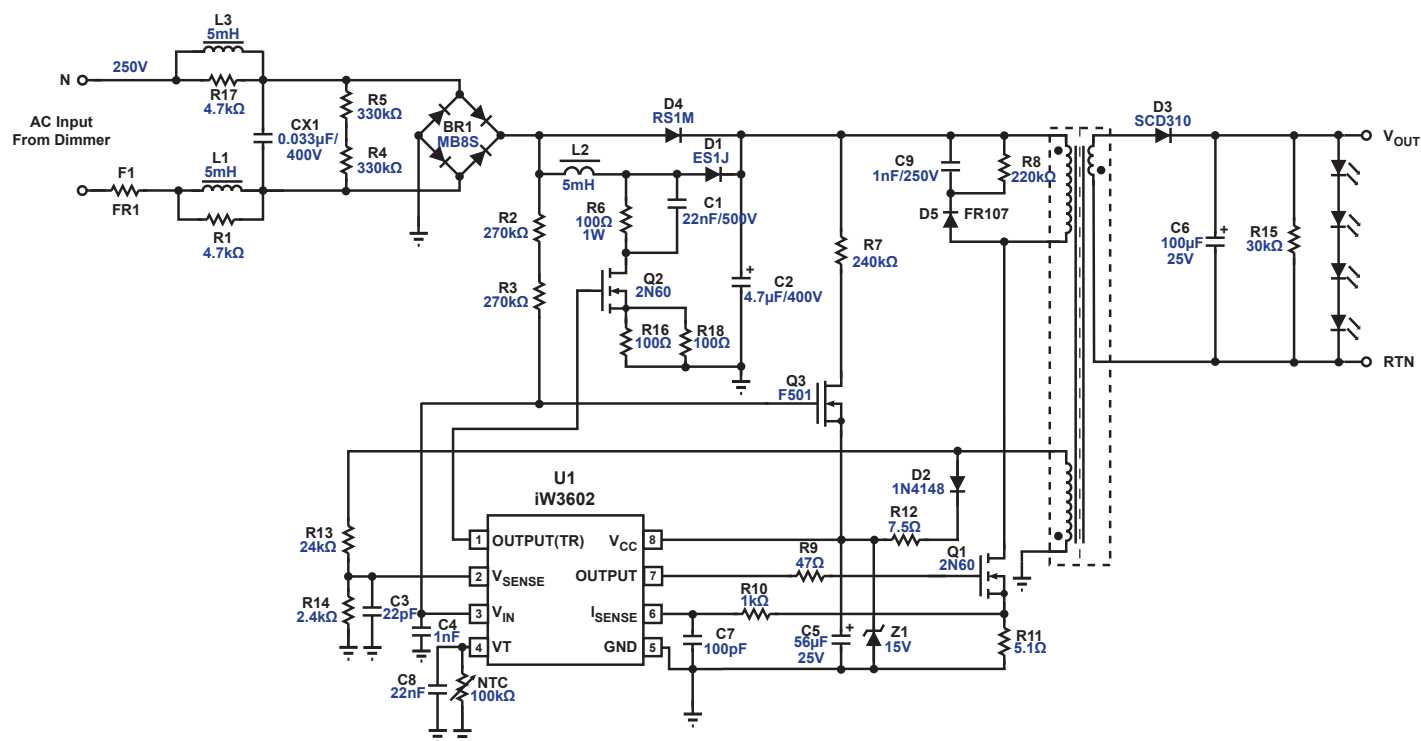 L3
5mH
N
250V
R17
4.7kΩ
AC Input
From Dimmer
CX1
0.033µF/
400V
R5
330kΩ
R4
330kΩ
BR1
MB8S
F1
FR1
L1
5mH
R1
4.7kΩ
D4
RS1M
L2
5mH
D1
ES1J
C1
22nF/500V
R6
100Ω
1W
R2
270kΩ
R3
270kΩ
Q2
2N60
R16
100Ω
R18
100Ω
C2
4.7µF/400V
+
R7
240kΩ
C9
1nF/250V
R8
220kΩ
D5
FR107
D3
SCD310
C6
100µF
25V
+
R15
30kΩ
VOUT
RTN
Q3
F501
U1
iW3602
1
OUTPUT(TR)
2
VSENSE
3
VIN
4
VT
VCC
8
OUTPUT
7
ISENSE
6
GND
5
R13
24kΩ
R14
2.4kΩ
C3
22pF
C4
1nF
C8
22nF
NTC
100kΩ
D2
1N4148
R12
7.5Ω
R9
47Ω
R10
1kΩ
Q1
2N60
C7
100pF
C5
56µF
25V
+
Z1
15V
R11
5.1Ω